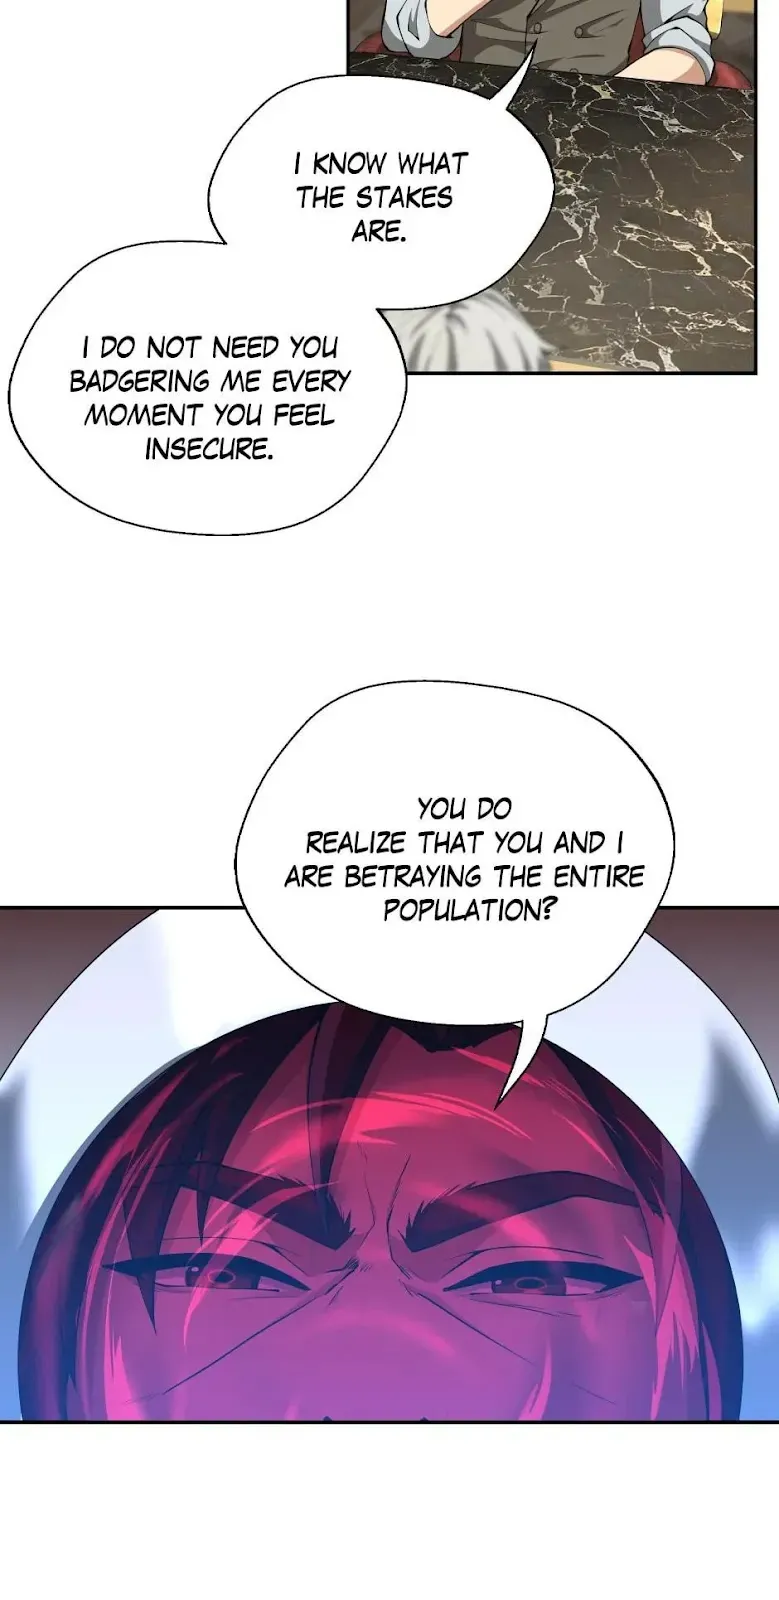 I KNOW WHAT
THE STAKES
ARE.
I DO NOT NEED YOU
BADGERING ME EVERY
MOMENT YOU FEEL
INSECURE.
YOU DO
REALIZE THAT YOU AND I
ARE BETRAYING THE ENTIRE
POPULATION?